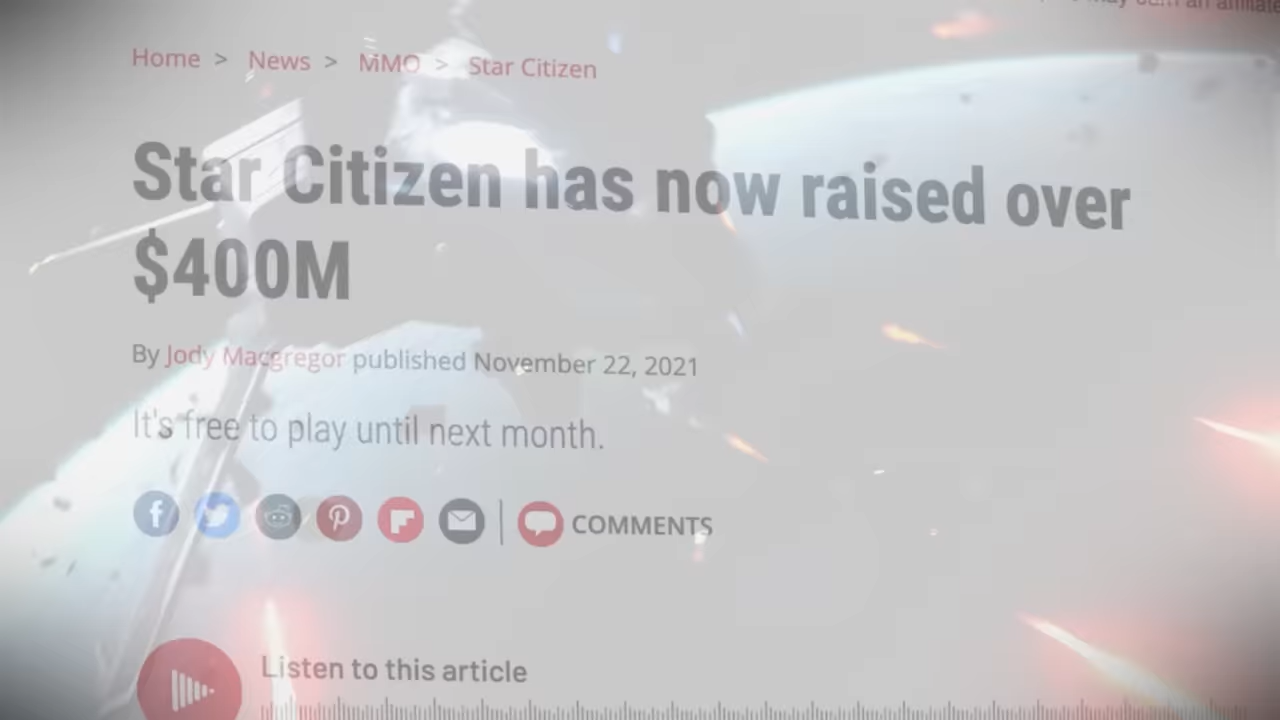 Home > News > MMO > Star Citizen
Star Citizen has now raised over
$400M
By Jody Macgregor published November 22, 2021
It's free to play until next month.
COMMENTS
Listen to this article